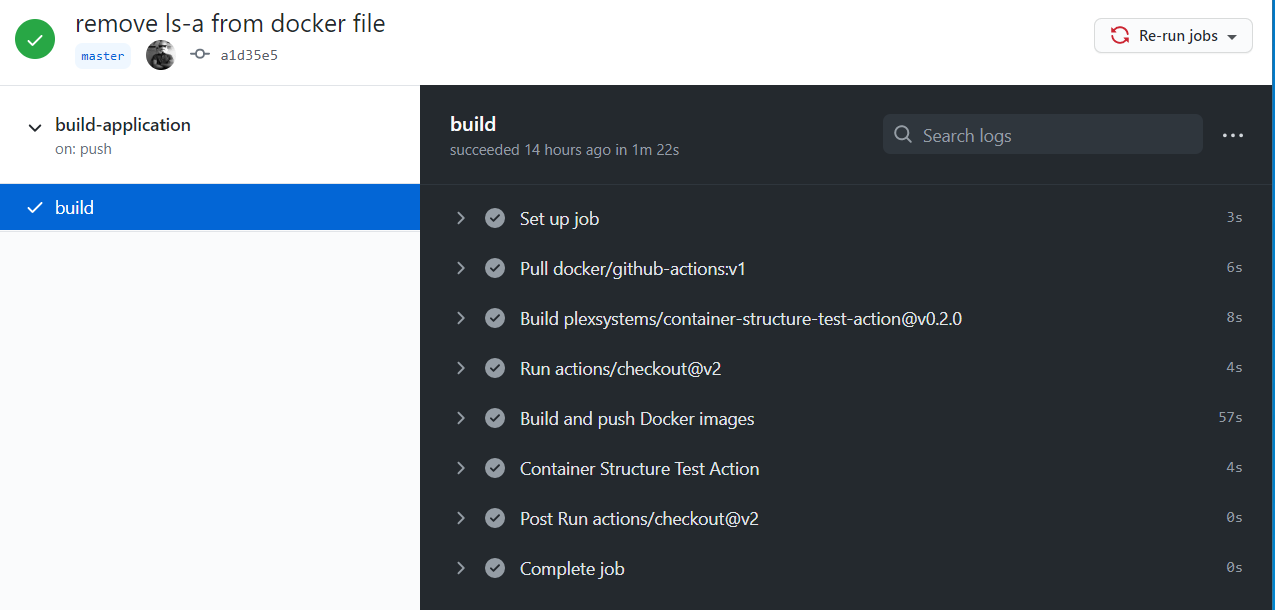 remove ls-a from docker file
master a1d35e5
Re-run jobs
build-application
on: push
build
build
succeeded 14 hours ago in 1m 22s
Search logs
Set up job 3s
Pull docker/github-actions:v1 6s
Build plexsystems/container-structure-test-action@v0.2.0 8s
Run actions/checkout@v2 4s
Build and push Docker images 57s
Container Structure Test Action 4s
Post Run actions/checkout@v2 0s
Complete job 0s